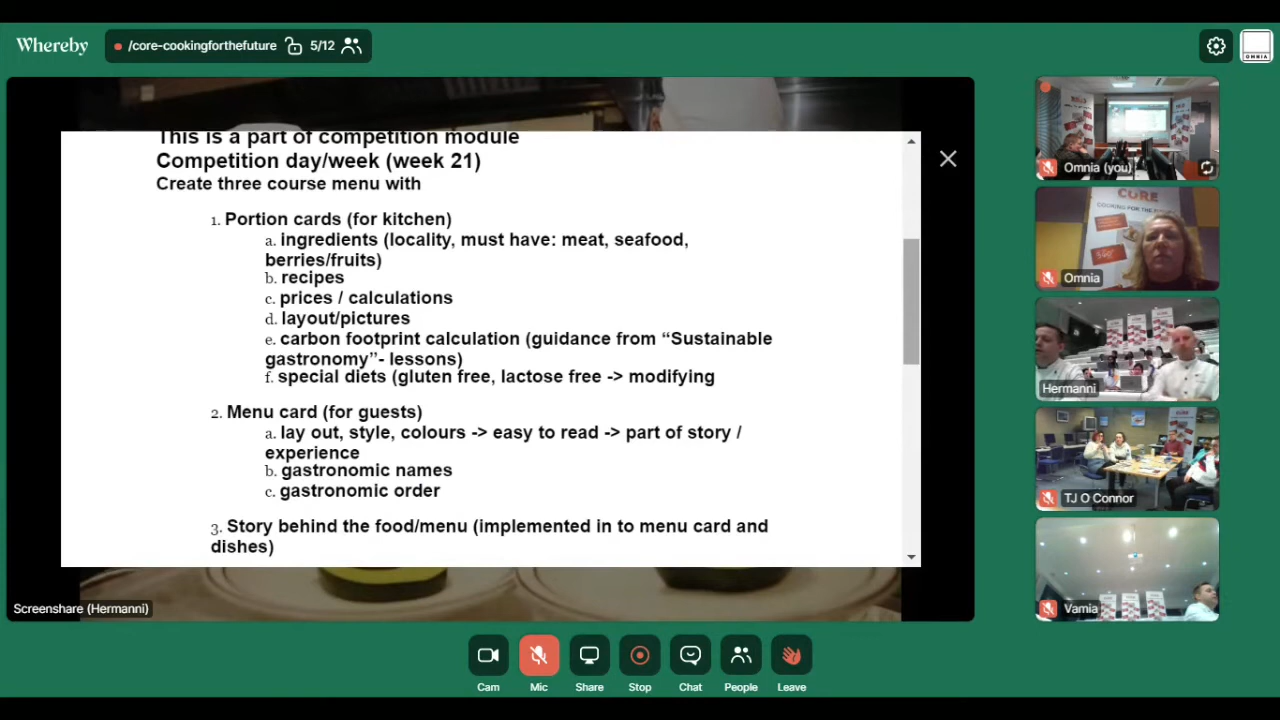 Whereby
/core-cookingforthefuture
5/12
OMNIA
This is a part of competition module
Competition day/week (week 21)
Create three course menu with
1. Portion cards (for kitchen)
a. ingredients (locality, must have: meat, seafood,
berries/fruits)
b. recipes
c. prices / calculations
d. layout/pictures
e. carbon footprint calculation (guidance from “Sustainable
gastronomy”- lessons)
f. special diets (gluten free, lactose free -> modifying
2. Menu card (for guests)
a. lay out, style, colours -> easy to read -> part of story /
experience
b. gastronomic names
c. gastronomic order
3. Story behind the food/menu (implemented in to menu card and
dishes)
Screenshare (Hermanni)
Omnia (you)
CORE
COOKING FOR THE
Omnia
Hermanni
TJ O Connor
Vamia
Cam
Mic
Share
Stop
Chat
People
Leave